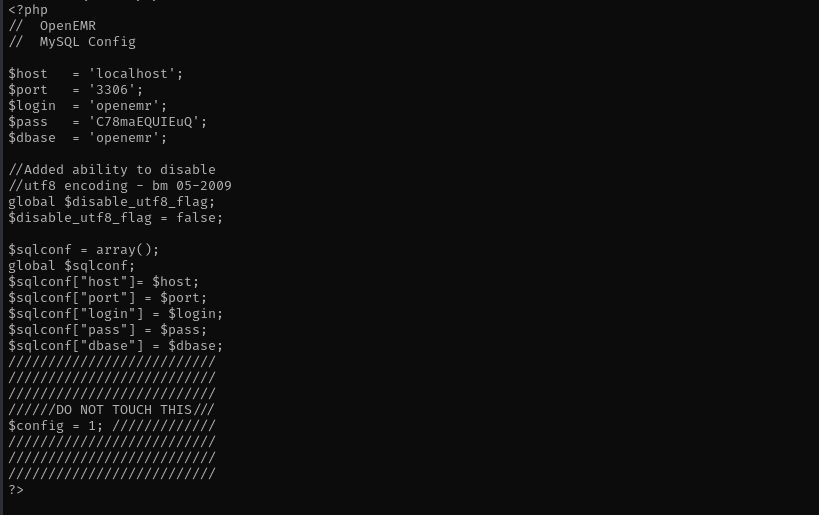 <?php
//  OpenEMR
//  MySQL Config

$host   = 'localhost';
$port   = '3306';
$login  = 'openemr';
$pass   = 'C78maEQUIEuQ';
$dbase  = 'openemr';

//Added ability to disable
//utf8 encoding - bm 05-2009
global $disable_utf8_flag;
$disable_utf8_flag = false;

$sqlconf = array();
global $sqlconf;
$sqlconf["host"]= $host;
$sqlconf["port"] = $port;
$sqlconf["login"] = $login;
$sqlconf["pass"] = $pass;
$sqlconf["dbase"] = $dbase;
//////////////////////////
//////////////////////////
//////////////////////////
//////DO NOT TOUCH THIS///
$config = 1; /////////////
//////////////////////////
//////////////////////////
//////////////////////////
?>